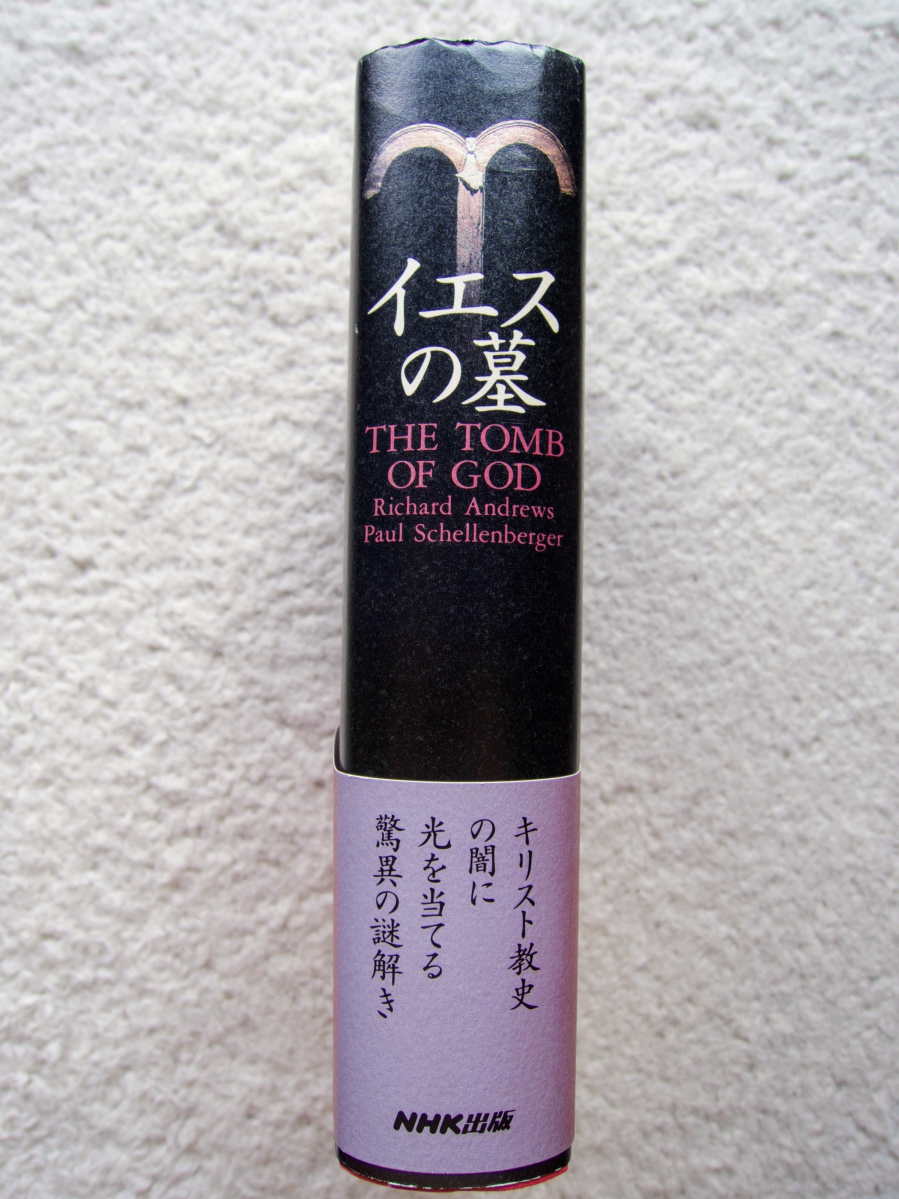 イエス
の墓
THE TOMB
OF GOD
Richard Andrews
Paul Schellenberger
キリスト教史
の闇に
光を当てる
驚異の謎解き
NHK出版